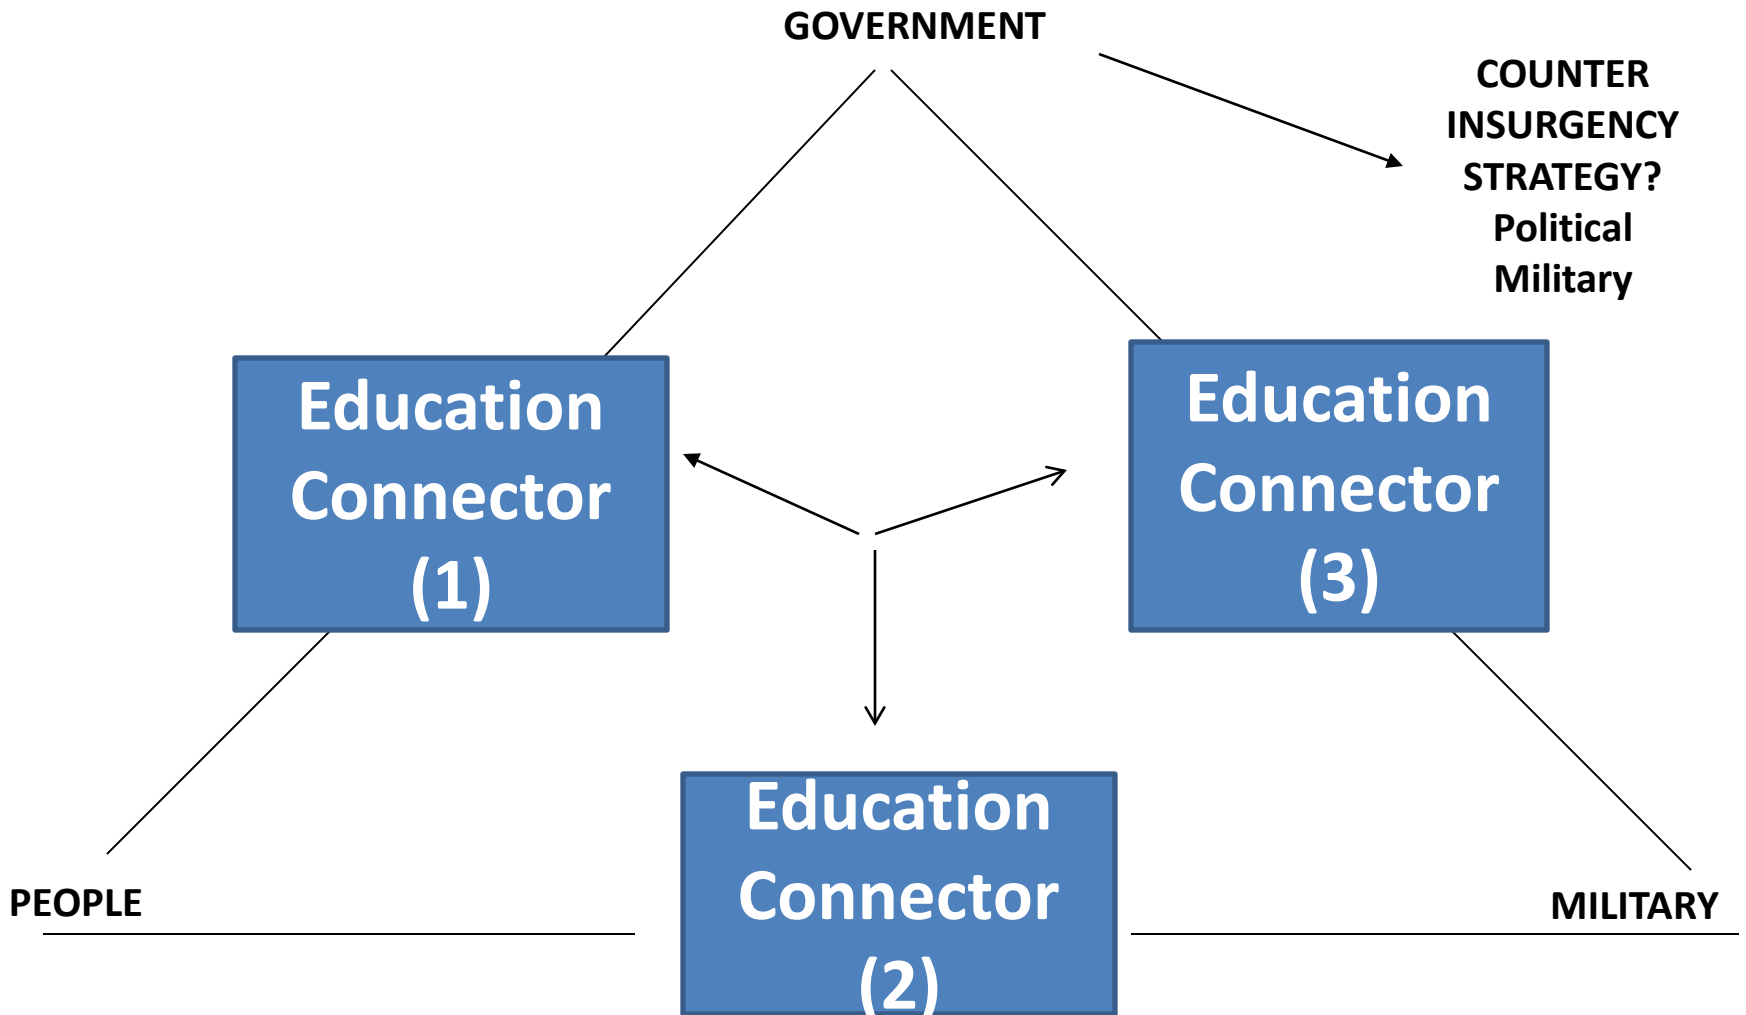 GOVERNMENT
COUNTER
INSURGENCY
STRATEGY?
Political
Military
Education
Connector
(1)
Education
Connector
(3)
Education
Connector
(2)
PEOPLE
MILITARY